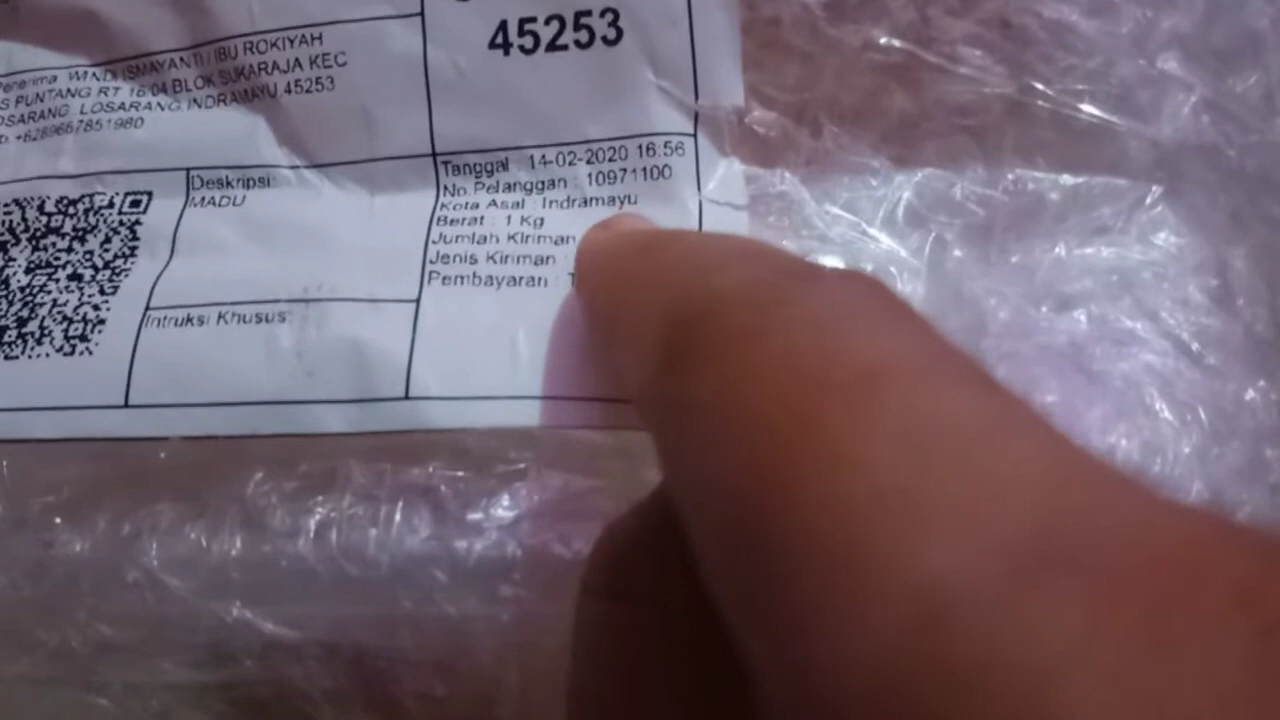 45253
Penerima WINDI ISMAYANTI / IBU ROKIYAH
S PUNTANG RT 16/04 BLOK SUKARAJA KEC
OSARANG LOSARANG, INDRAMAYU, 45253
+6289667851980
Deskripsi:
MADU
Intruksi Khusus:
Tanggal : 14-02-2020 16:56
No.Pelanggan : 10971100
Kota Asal : Indramayu
Berat : 1 Kg
Jumlah Kiriman
Jenis Kiriman :
Pembayaran : T